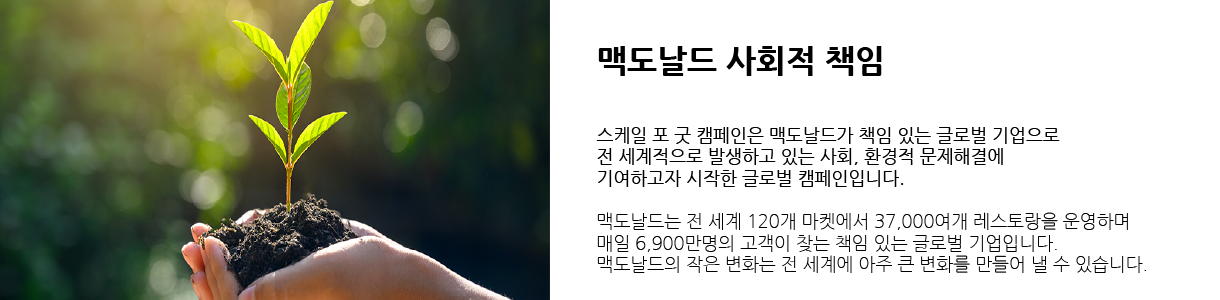 맥도날드 사회적 책임
스케일 포 굿 캠페인은 맥도날드가 책임 있는 글로벌 기업으로
전 세계적으로 발생하고 있는 사회, 환경적 문제해결에
기여하고자 시작한 글로벌 캠페인입니다.
맥도날드는 전 세계 120개 마켓에서 37,000여개 레스토랑을 운영하며
매일 6,900만명의 고객이 찾는 책임 있는 글로벌 기업입니다.
맥도날드의 작은 변화는 전 세계에 아주 큰 변화를 만들어 낼 수 있습니다.